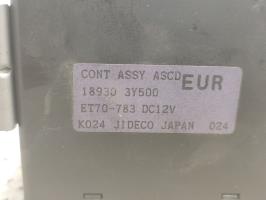 CONT ASSY ASCD EUR
18930 3Y500
ET70-783 DC12V
K024 JIDECO JAPAN 024